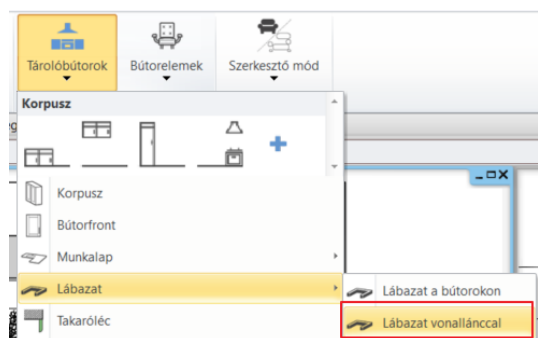 Tárolóbútorok
Bútorelemek
Szerkesztő mód
Korpusz
Korpusz
Bútorfront
Munkalap
Lábazat
Lábazat a bútorokon
Takaróléc
Lábazat vonallánccal